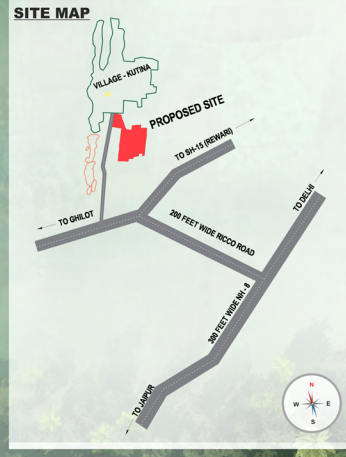 SITE MAP
VILLAGE - KUTINA
PROPOSED SITE
TO SH-15 (REWARI)
TO DELHI
TO GHILOT
200 FEET WIDE RICCO ROAD
300 FEET WIDE NH - 8
TO JAIPUR
N
W E
S